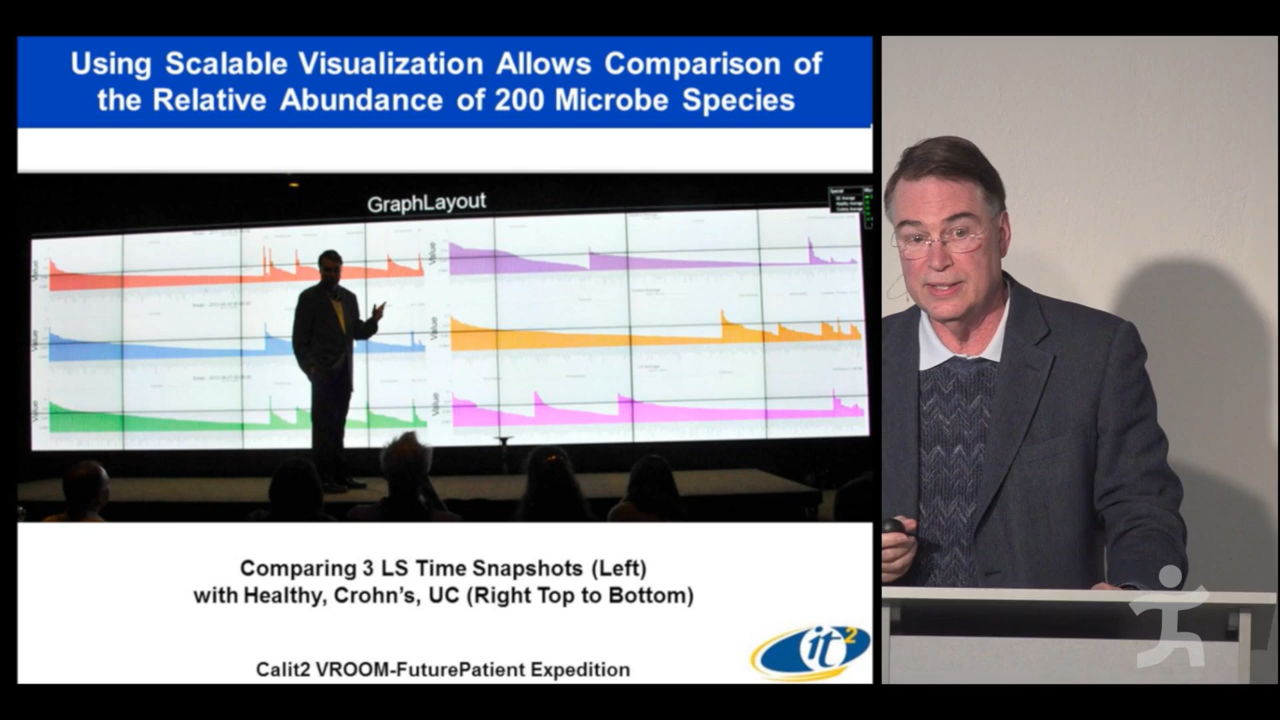 Using Scalable Visualization Allows Comparison of
the Relative Abundance of 200 Microbe Species
GraphLayout
Value
Value
Value
Value
Value
Value
Comparing 3 LS Time Snapshots (Left)
with Healthy, Crohn's, UC (Right Top to Bottom)
it2
Calit2 VROOM-FuturePatient Expedition